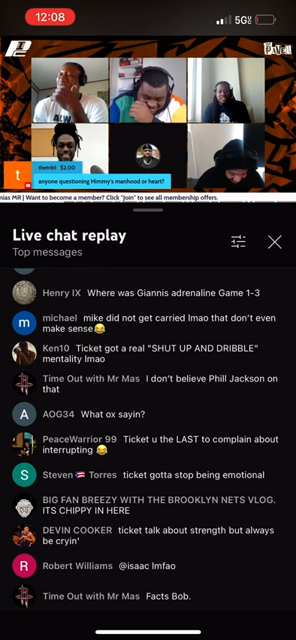 12:08
5G
P2
thetribl $2.00
anyone questioning Himmy's manhood or heart?
nias MR | Want to become a member? Click "Join" to see all membership offers.
Live chat replay
Top messages
Henry IX Where was Giannis adrenaline Game 1-3
m
michael mike did not get carried lmao that don't even
make sense😂
Ken10 Ticket got a real "SHUT UP AND DRIBBLE"
mentality lmao
Time Out with Mr Mas I don't believe Phill Jackson on
that
A
AOG34 What ox sayin?
PeaceWarrior 99 Ticket u the LAST to complain about
interrupting 😂
S
Steven 🇵🇷 Torres ticket gotta stop being emotional
BIG FAN BREEZY WITH THE BROOKLYN NETS VLOG.
ITS CHIPPY IN HERE
DEVIN COOKER ticket talk about strength but always
be cryin'
R
Robert Williams @isaac lmfao
Time Out with Mr Mas Facts Bob.